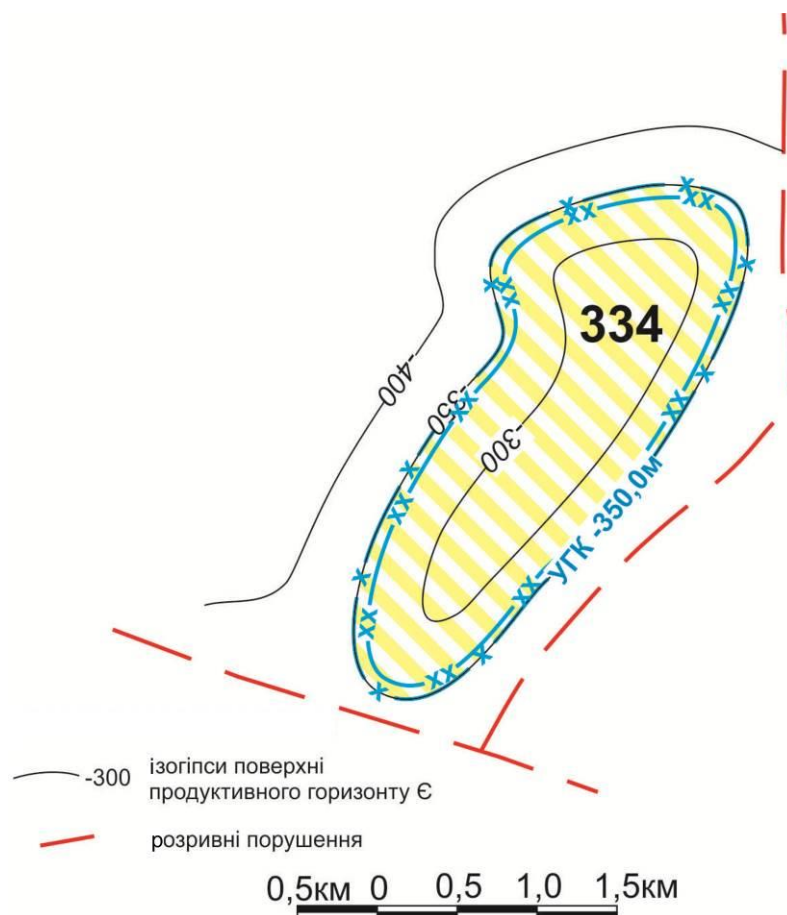 334
-400
-350
-300
УГК -350,0м
-300
ізогіпси поверхні
продуктивного горизонту Є
розривні порушення
0,5км 0 0,5 1,0 1,5км